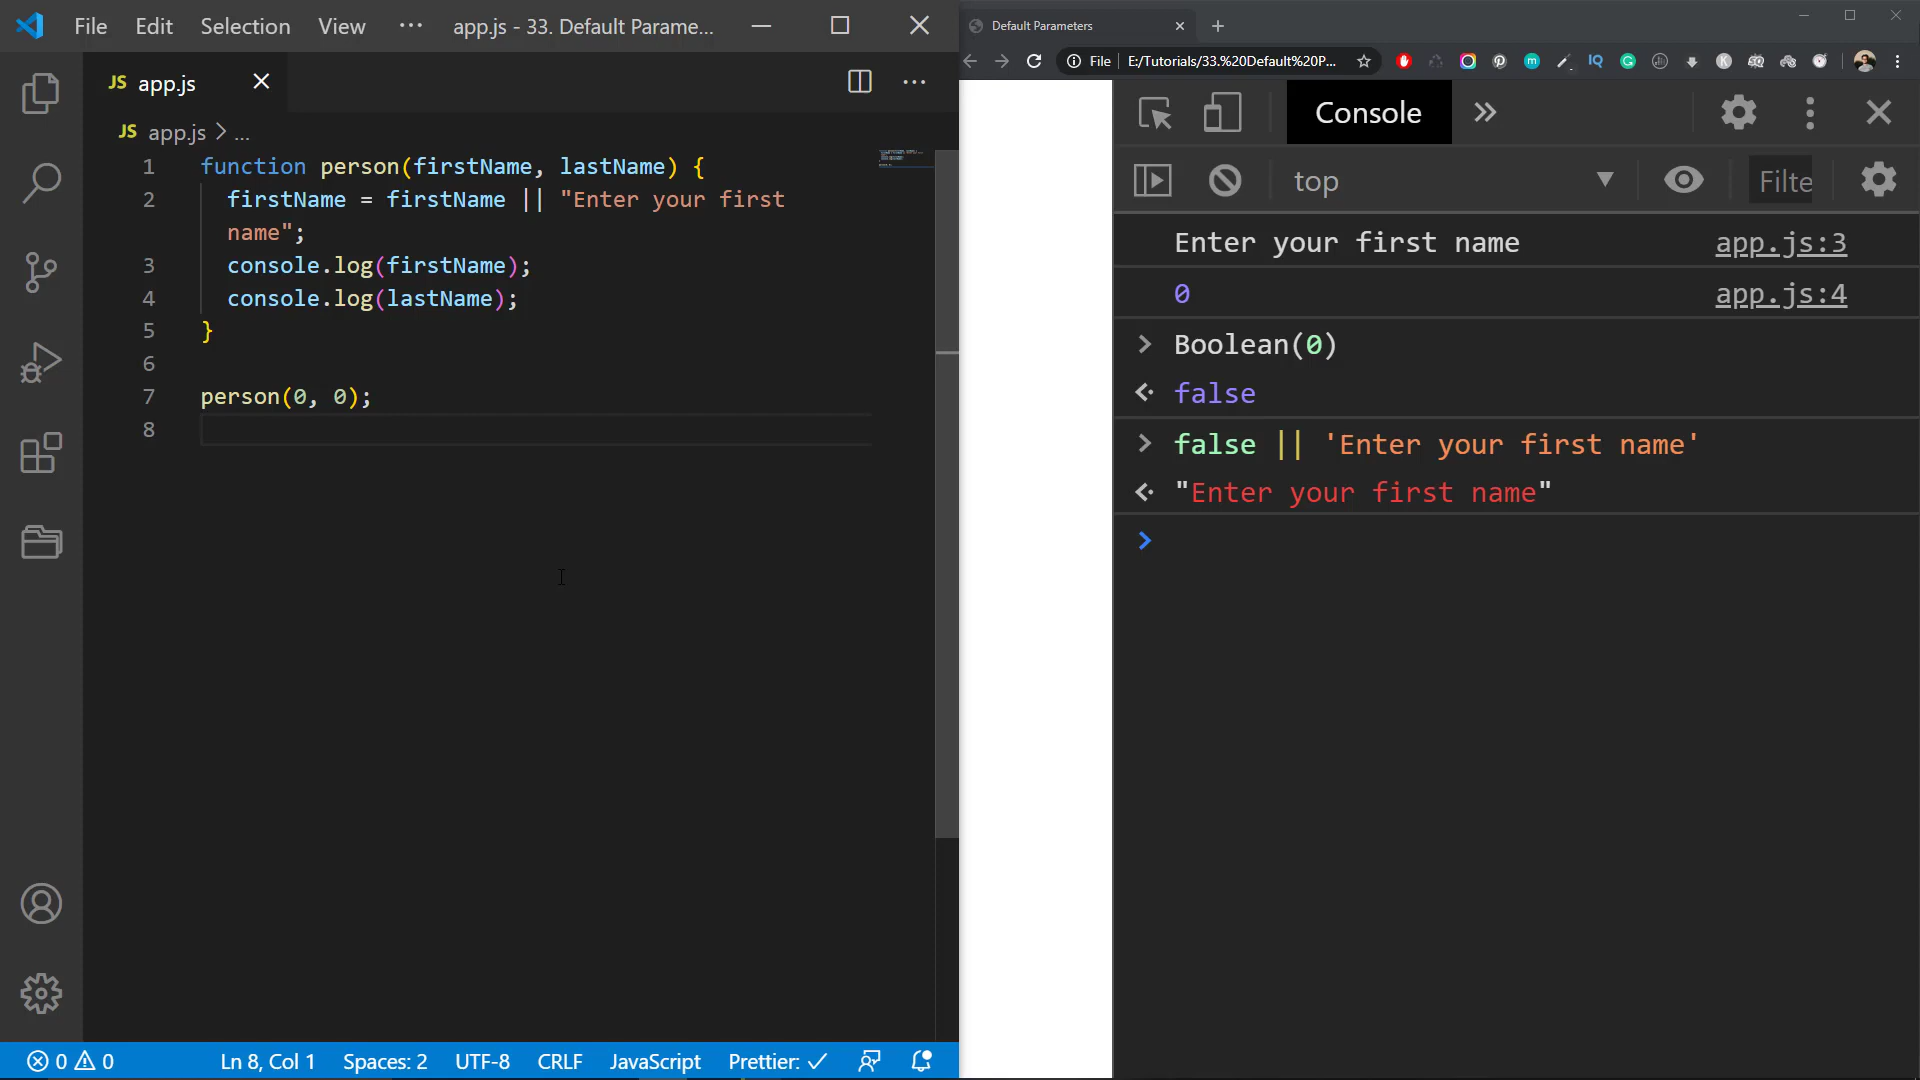 File Edit Selection View ··· app.js - 33. Default Parame...
JS app.js
JS app.js > ...
1 function person(firstName, lastName) {
2 firstName = firstName || "Enter your first
name";
3 console.log(firstName);
4 console.log(lastName);
5 }
6
7 person(0, 0);
8
0 0 Ln 8, Col 1 Spaces: 2 UTF-8 CRLF JavaScript Prettier: ✓
Default Parameters
File E:/Tutorials/33.%20Default%20P...
Console
top Filte
Enter your first name app.js:3
0 app.js:4
> Boolean(0)
false
> false || 'Enter your first name'
"Enter your first name"
>